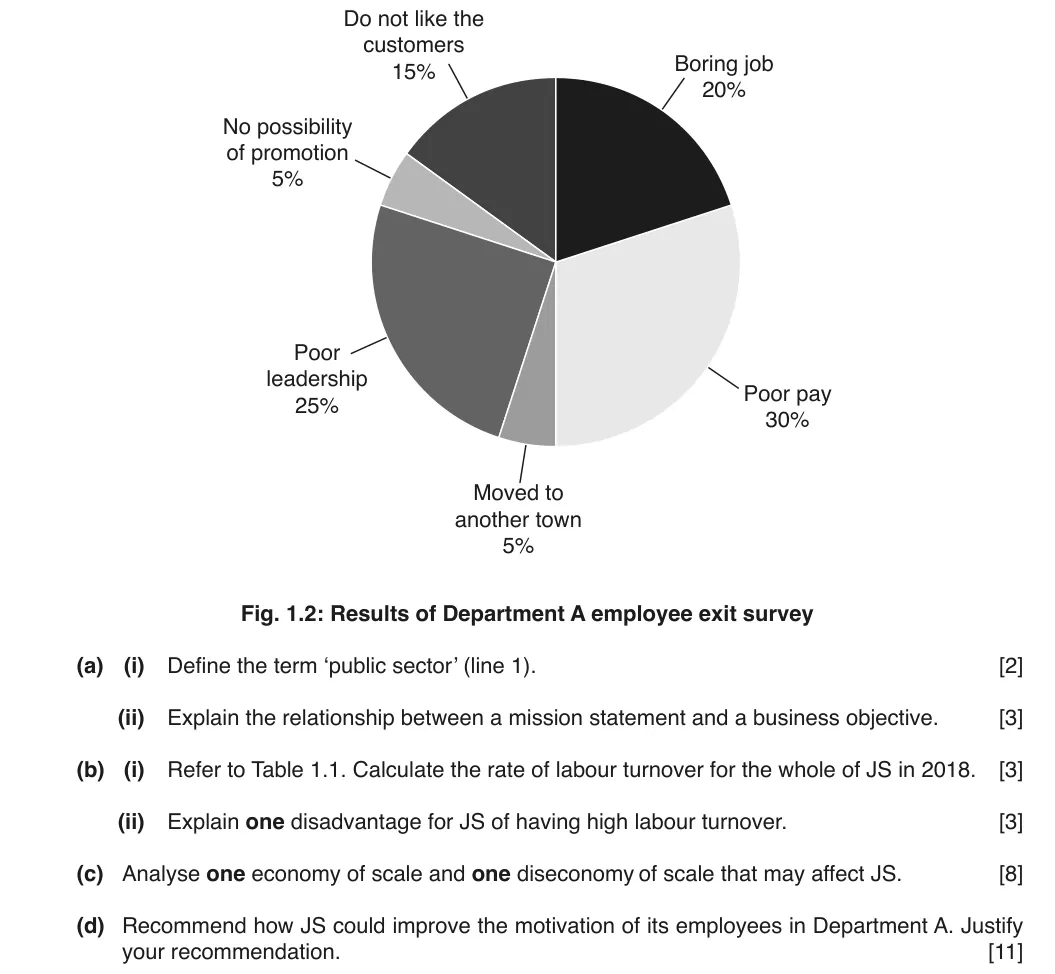 Do not like the
customers
15%
Boring job
20%
No possibility
of promotion
5%
Poor
leadership
25%
Poor pay
30%
Moved to
another town
5%
Fig. 1.2: Results of Department A employee exit survey
(a) (i) Define the term ‘public sector’ (line 1). [2]
(ii) Explain the relationship between a mission statement and a business objective. [3]
(b) (i) Refer to Table 1.1. Calculate the rate of labour turnover for the whole of JS in 2018. [3]
(ii) Explain one disadvantage for JS of having high labour turnover. [3]
(c) Analyse one economy of scale and one diseconomy of scale that may affect JS. [8]
(d) Recommend how JS could improve the motivation of its employees in Department A. Justify
your recommendation. [11]